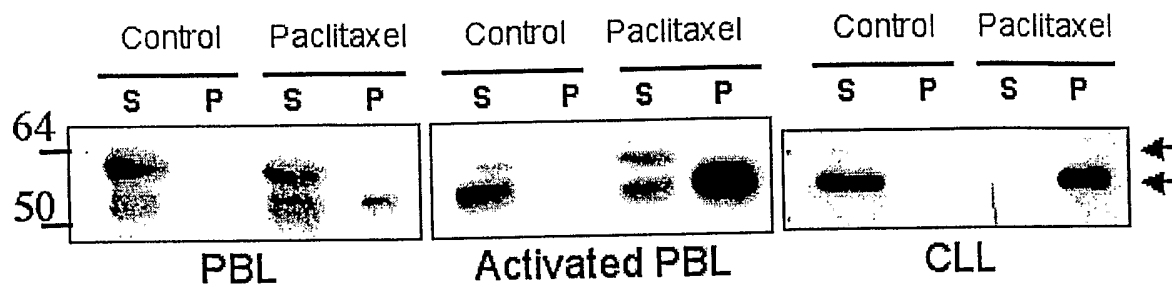 Control Paclitaxel Control Paclitaxel Control Paclitaxel
S P S P S P S P S P S P
64
50
PBL Activated PBL CLL